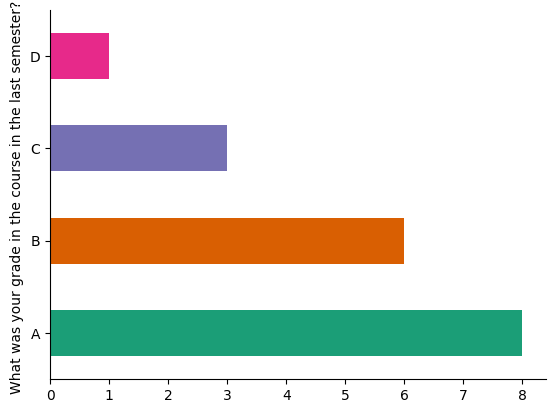 What was your grade in the course in the last semester?
D
C
B
A
0 1 2 3 4 5 6 7 8